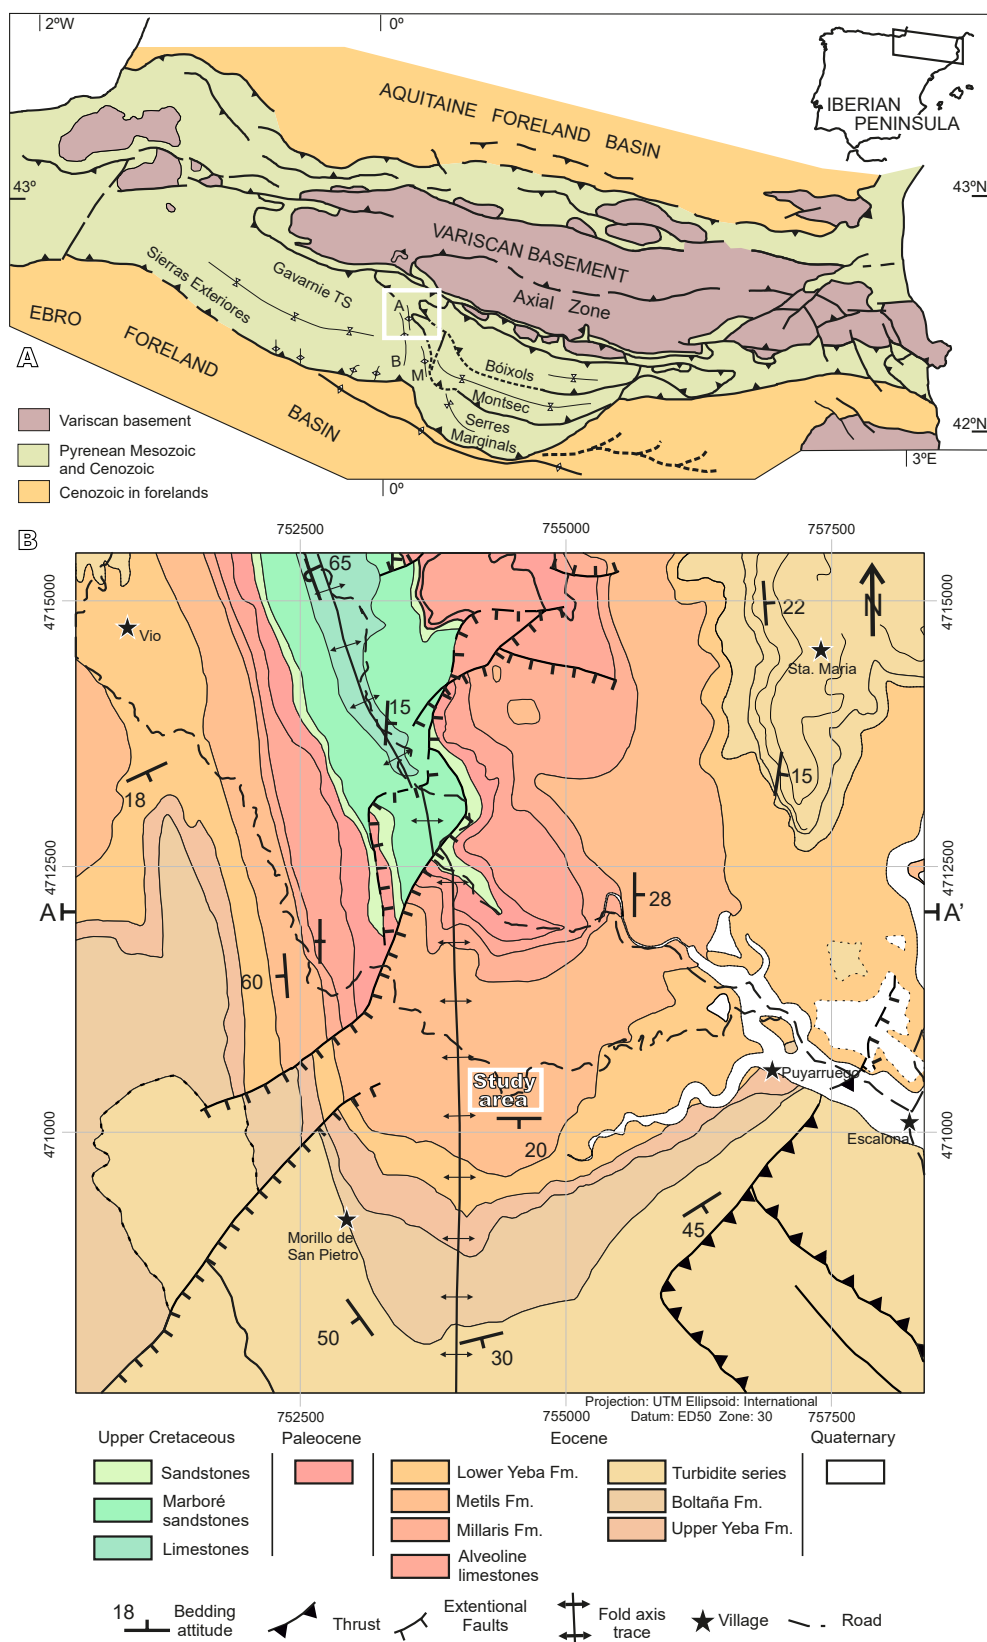 2ºW
0º
IBERIAN
PENINSULA
AQUITAINE FORELAND BASIN
43º
43ºN
VARISCAN BASEMENT
Axial Zone
Gavarnie TS
Sierras Exteriores
EBRO FORELAND BASIN
A
B
M
Bóixols
Montsec
Serres
Marginals
A
42ºN
3ºE
0º
Variscan basement
Pyrenean Mesozoic
and Cenozoic
Cenozoic in forelands
B
752500
755000
757500
4715000
4715000
65
N
22
Vio
Sta. Maria
15
15
18
4712500
4712500
28
A
A'
60
Study
area
Puyarruego
471000
471000
20
Escalona
Morillo de
San Pietro
45
50
30
752500
755000
757500
Projection: UTM Ellipsoid: International
Datum: ED50 Zone: 30
Upper Cretaceous
Paleocene
Eocene
Quaternary
Sandstones
Marboré
sandstones
Limestones
Lower Yeba Fm.
Metils Fm.
Millaris Fm.
Alveoline
limestones
Turbidite series
Boltaña Fm.
Upper Yeba Fm.
18
Bedding
attitude
Thrust
Extentional
Faults
Fold axis
trace
Village
Road